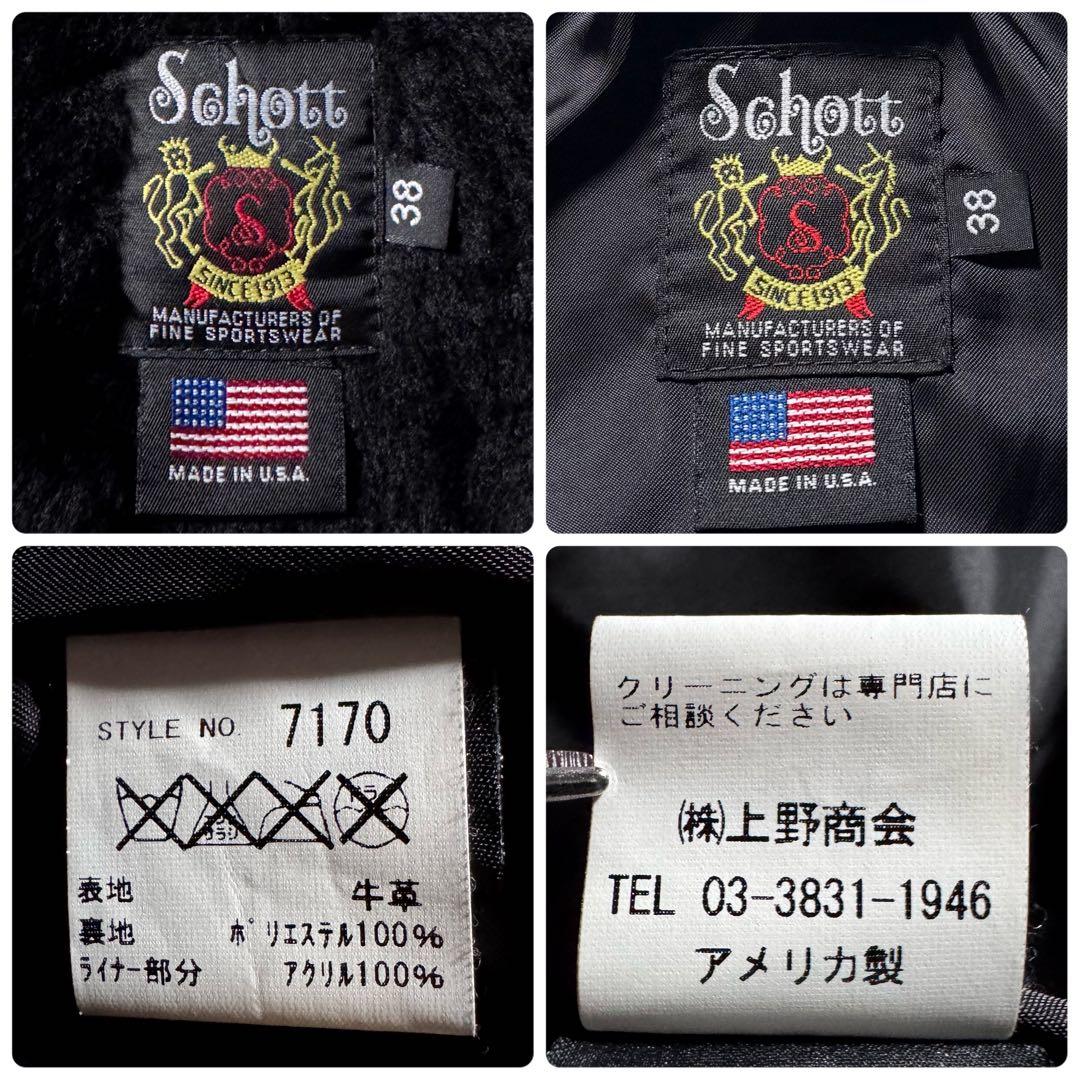 Schott
S
SINCE 1913
MANUFACTURERS OF
FINE SPORTSWEAR
38
MADE IN U.S.A.
Schott
S
SINCE 1913
MANUFACTURERS OF
FINE SPORTSWEAR
38
MADE IN U.S.A.
STYLE NO. 7170
表地 牛革
裏地 ポリエステル100%
ライナー部分 アクリル100%
クリーニングは専門店に
ご相談ください
㈱上野商会
TEL 03-3831-1946
アメリカ製